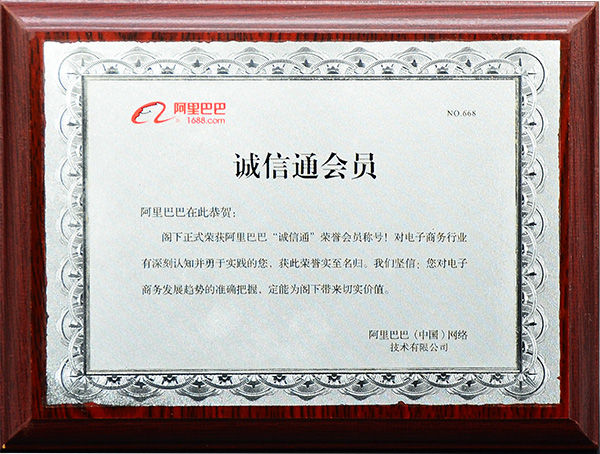 阿里巴巴
1688.com
NO.668
诚信通会员
阿里巴巴在此恭贺:
阁下正式荣获阿里巴巴“诚信通”荣誉会员称号!对电子商务行业
有深刻认知并勇于实践的您,获此荣誉实至名归。我们坚信:您对电子
商务发展趋势的准确把握,定能为阁下带来切实价值。
阿里巴巴(中国)网络
技术有限公司